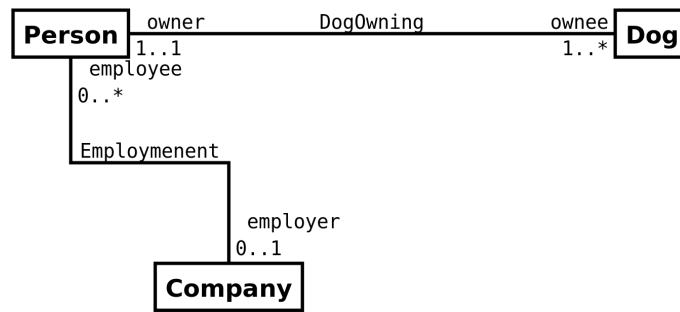 owner DogOwning ownee
Person Dog
1..1 1..*
employee
0..*
Employmenent
employer
0..1
Company